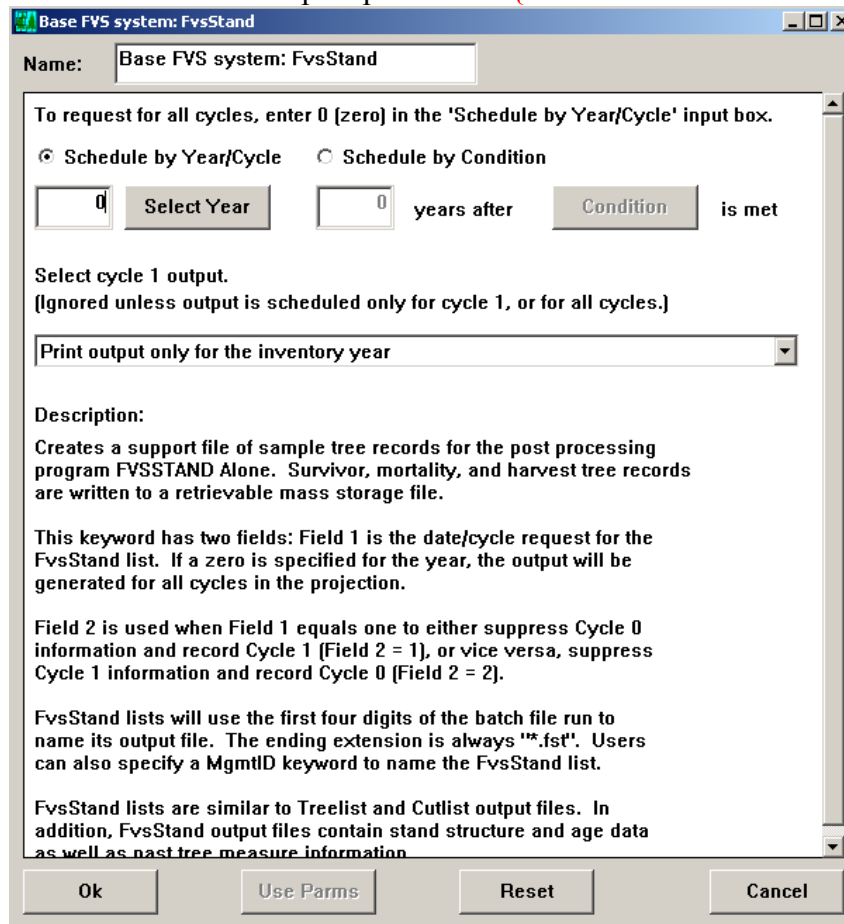 Base FVS system: FvsStand
Name: Base FVS system: FvsStand
To request for all cycles, enter 0 (zero) in the 'Schedule by Year/Cycle' input box.
Schedule by Year/Cycle Schedule by Condition
0 Select Year 0 years after Condition is met
Select cycle 1 output.
(Ignored unless output is scheduled only for cycle 1, or for all cycles.)
Print output only for the inventory year
Description:
Creates a support file of sample tree records for the post processing
program FVSSTAND Alone. Survivor, mortality, and harvest tree records
are written to a retrievable mass storage file.
This keyword has two fields: Field 1 is the date/cycle request for the
FvsStand list. If a zero is specified for the year, the output will be
generated for all cycles in the projection.
Field 2 is used when Field 1 equals one to either suppress Cycle 0
information and record Cycle 1 (Field 2 = 1), or vice versa, suppress
Cycle 1 information and record Cycle 0 (Field 2 = 2).
FvsStand lists will use the first four digits of the batch file run to
name its output file. The ending extension is always "*.fst". Users
can also specify a MgmtID keyword to name the FvsStand list.
FvsStand lists are similar to Treelist and Cutlist output files. In
addition, FvsStand output files contain stand structure and age data
as well as past tree measure information
Ok Use Parms Reset Cancel